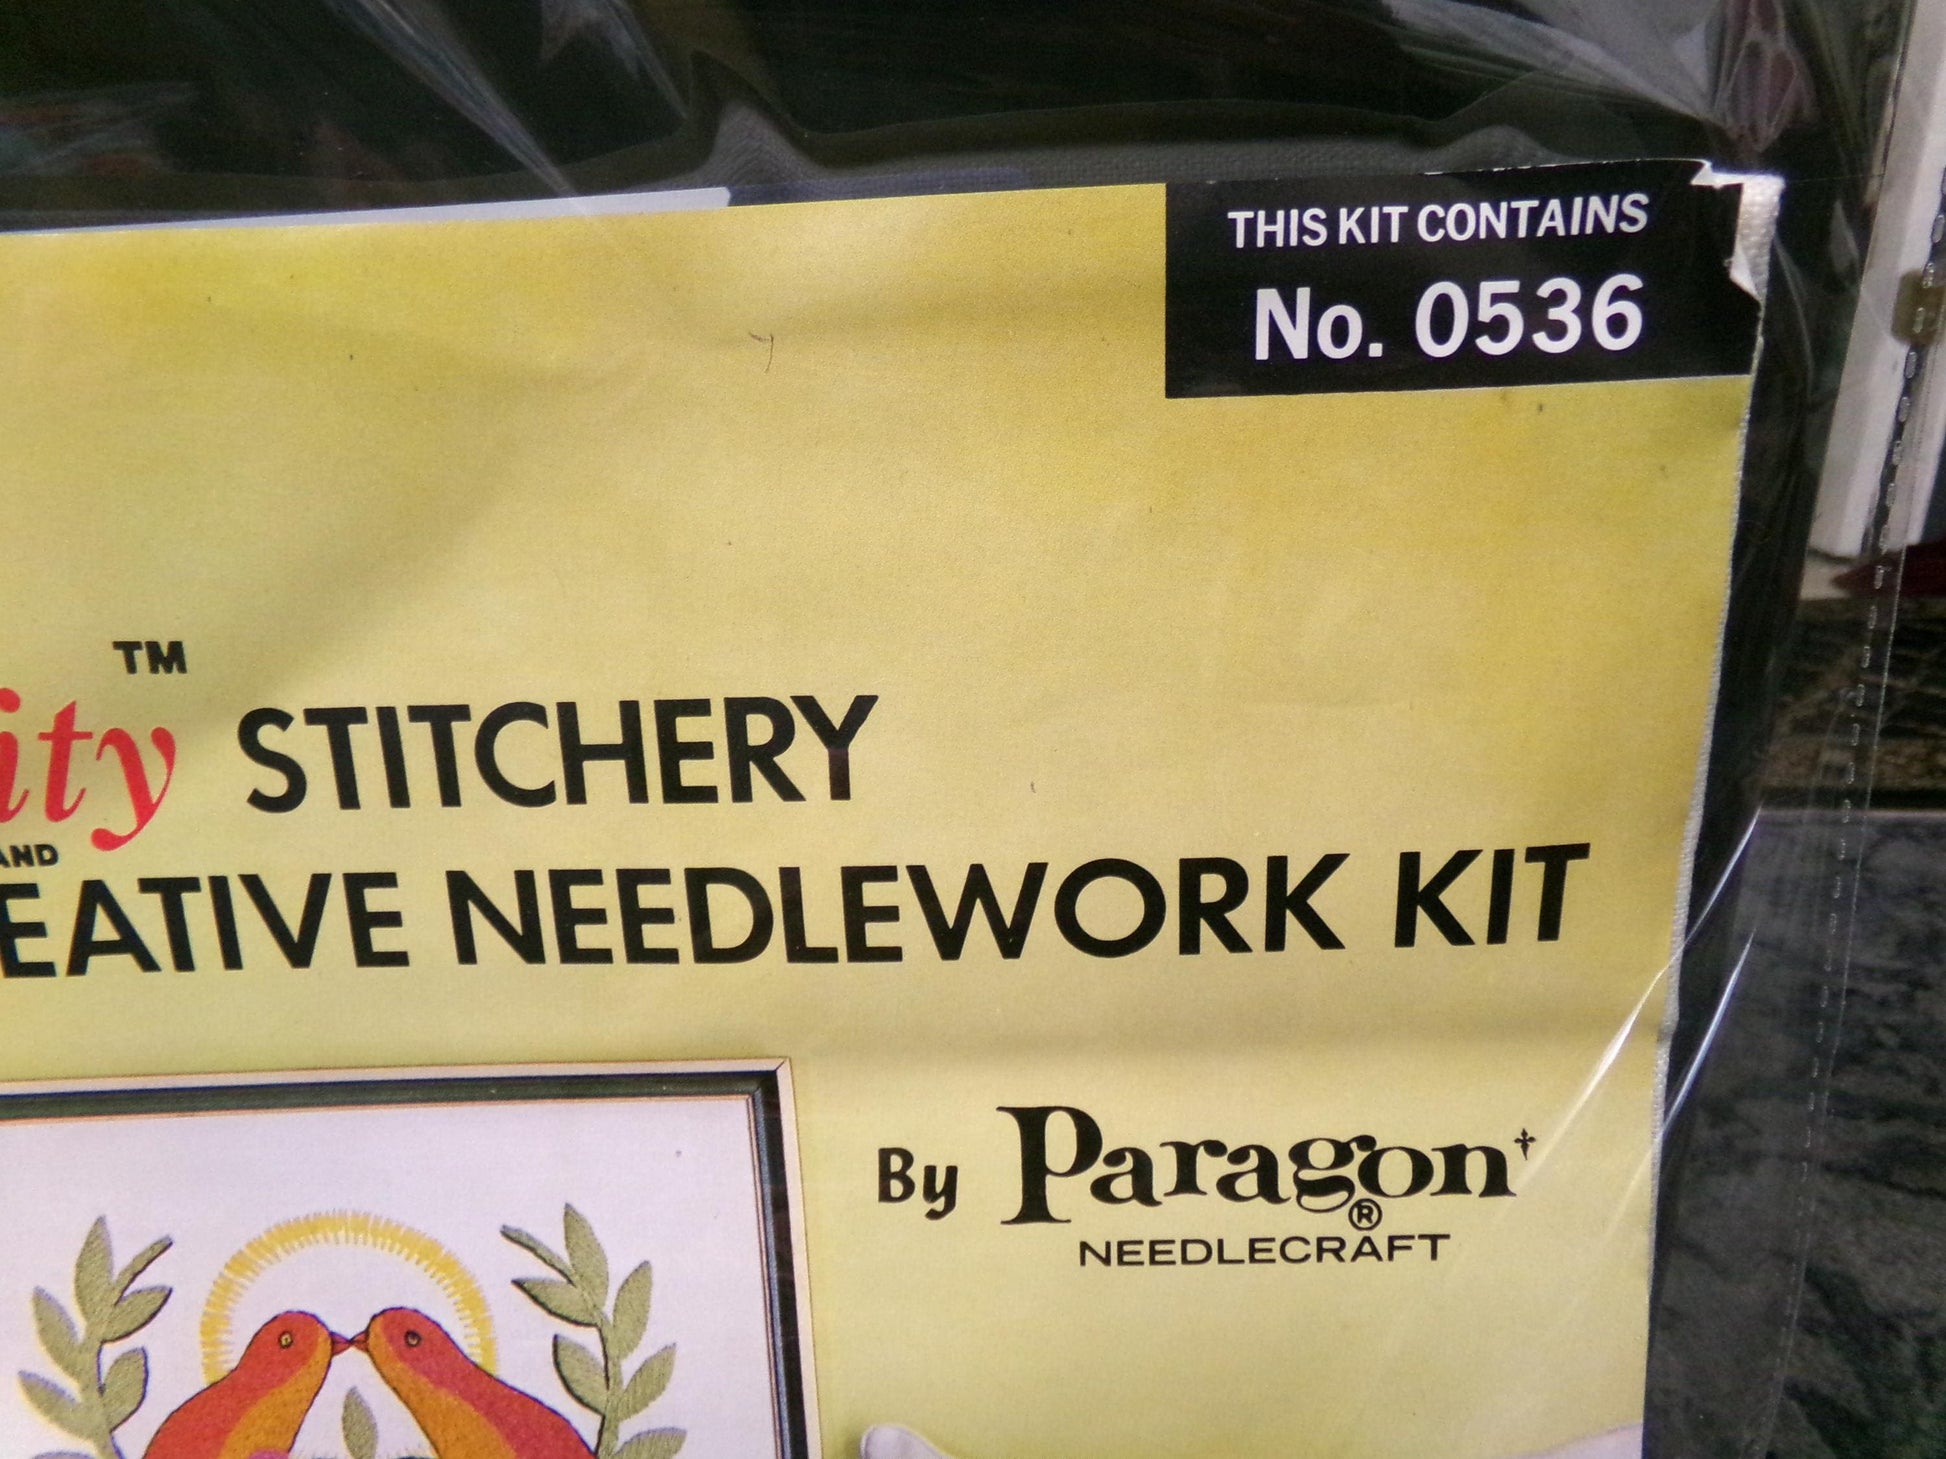 THIS KIT CONTAINS
No. 0536
TM
ity STITCHERY
AND
EATIVE NEEDLEWORK KIT
By Paragon
®
NEEDLECRAFT